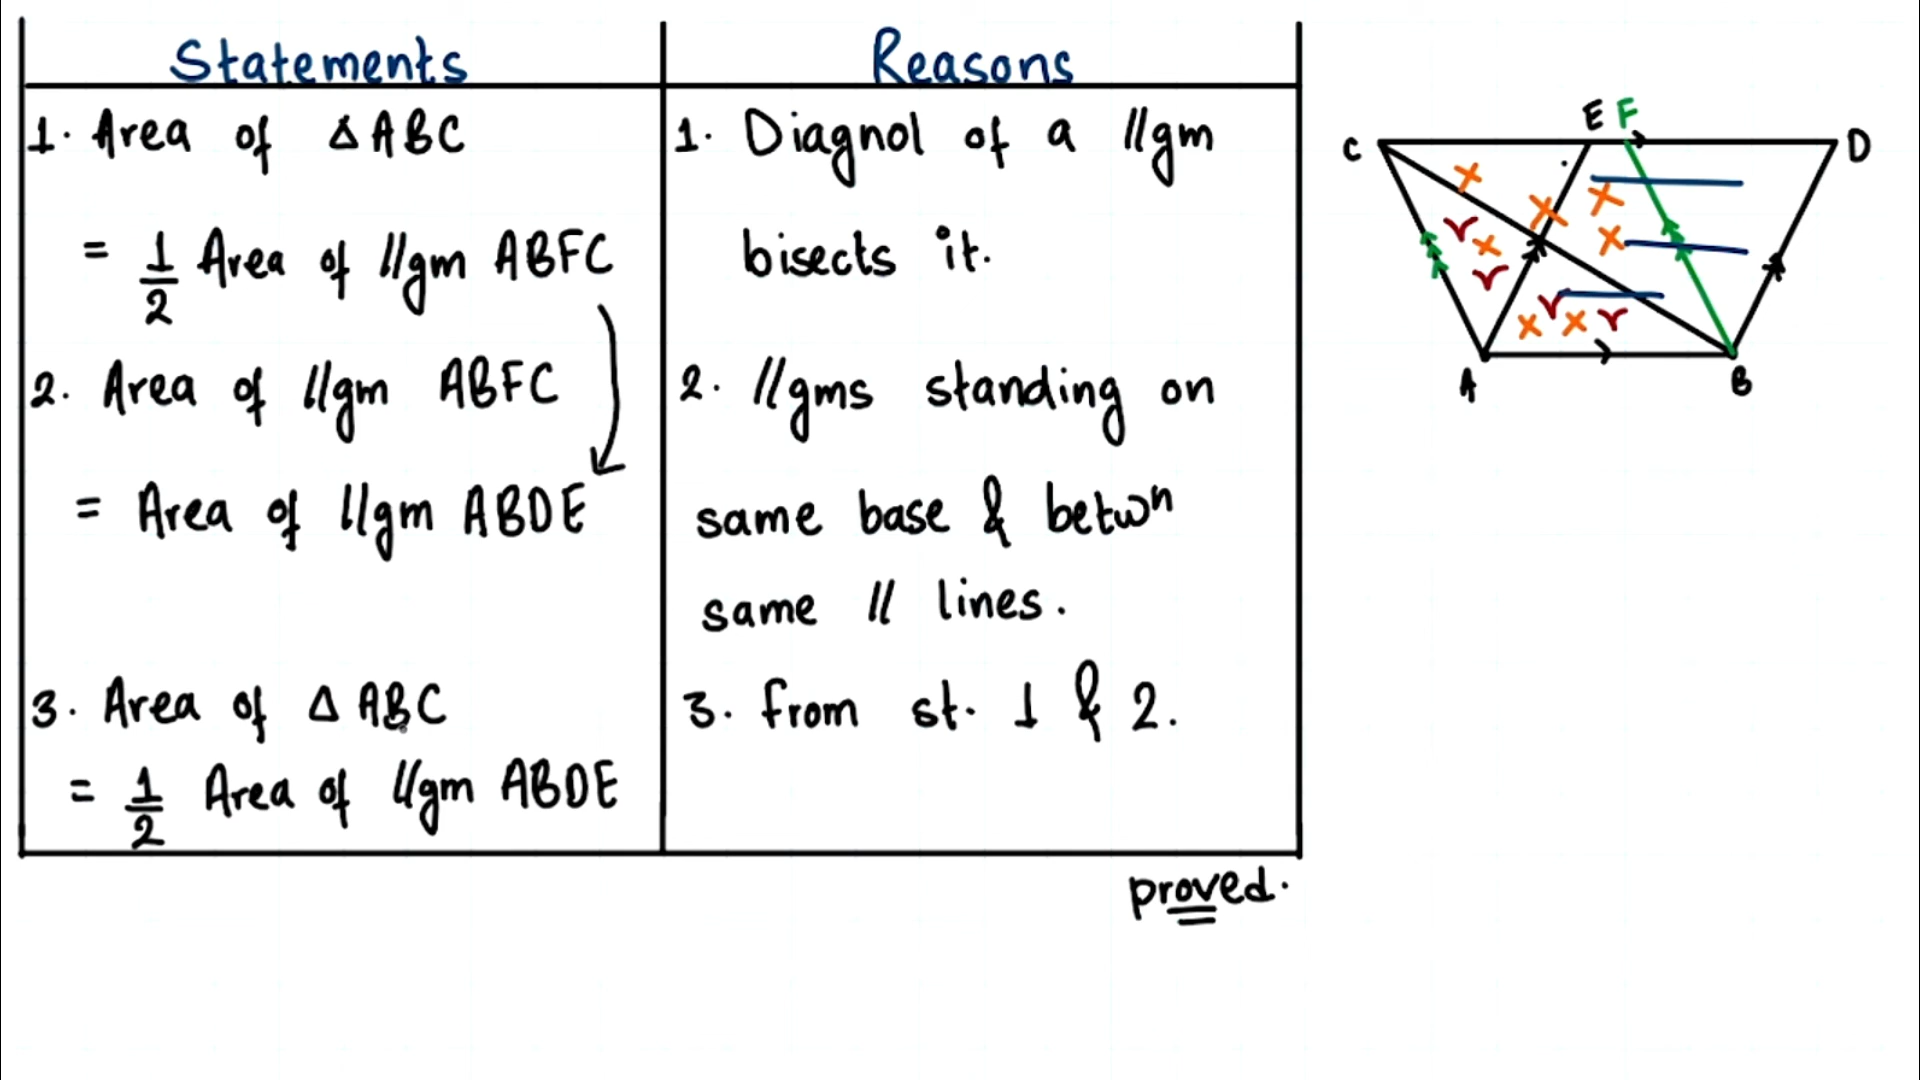 Statements
Reasons
1. Area of △ABC
= 1/2 Area of //gm ABFC
2. Area of //gm ABFC
= Area of //gm ABDE
3. Area of △ ABC
= 1/2 Area of //gm ABDE
1. Diagnol of a //gm
bisects it.
2. //gms standing on
same base & betwⁿ
same // lines.
3. from st. 1 & 2.
proved.
E F
C
D
A
B